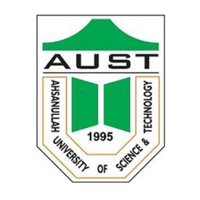 AUST
1995
AHSANULLAH UNIVERSITY OF SCIENCE & TECHNOLOGY